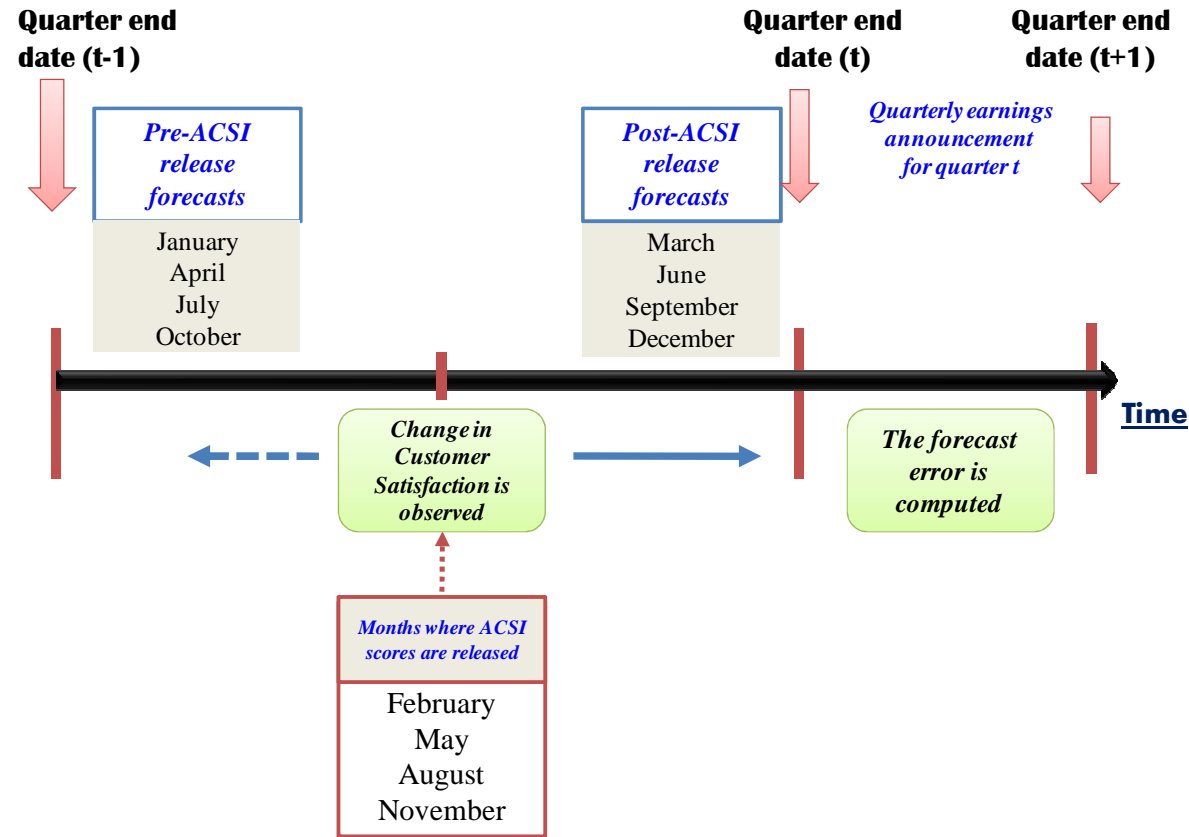 Quarter end
date (t-1)
Quarter end
date (t)
Quarter end
date (t+1)
Pre-ACSI
release
forecasts
January
April
July
October
Post-ACSI
release
forecasts
March
June
September
December
Quarterly earnings
announcement
for quarter t
Time
Change in
Customer
Satisfaction is
observed
The forecast
error is
computed
Months where ACSI
scores are released
February
May
August
November